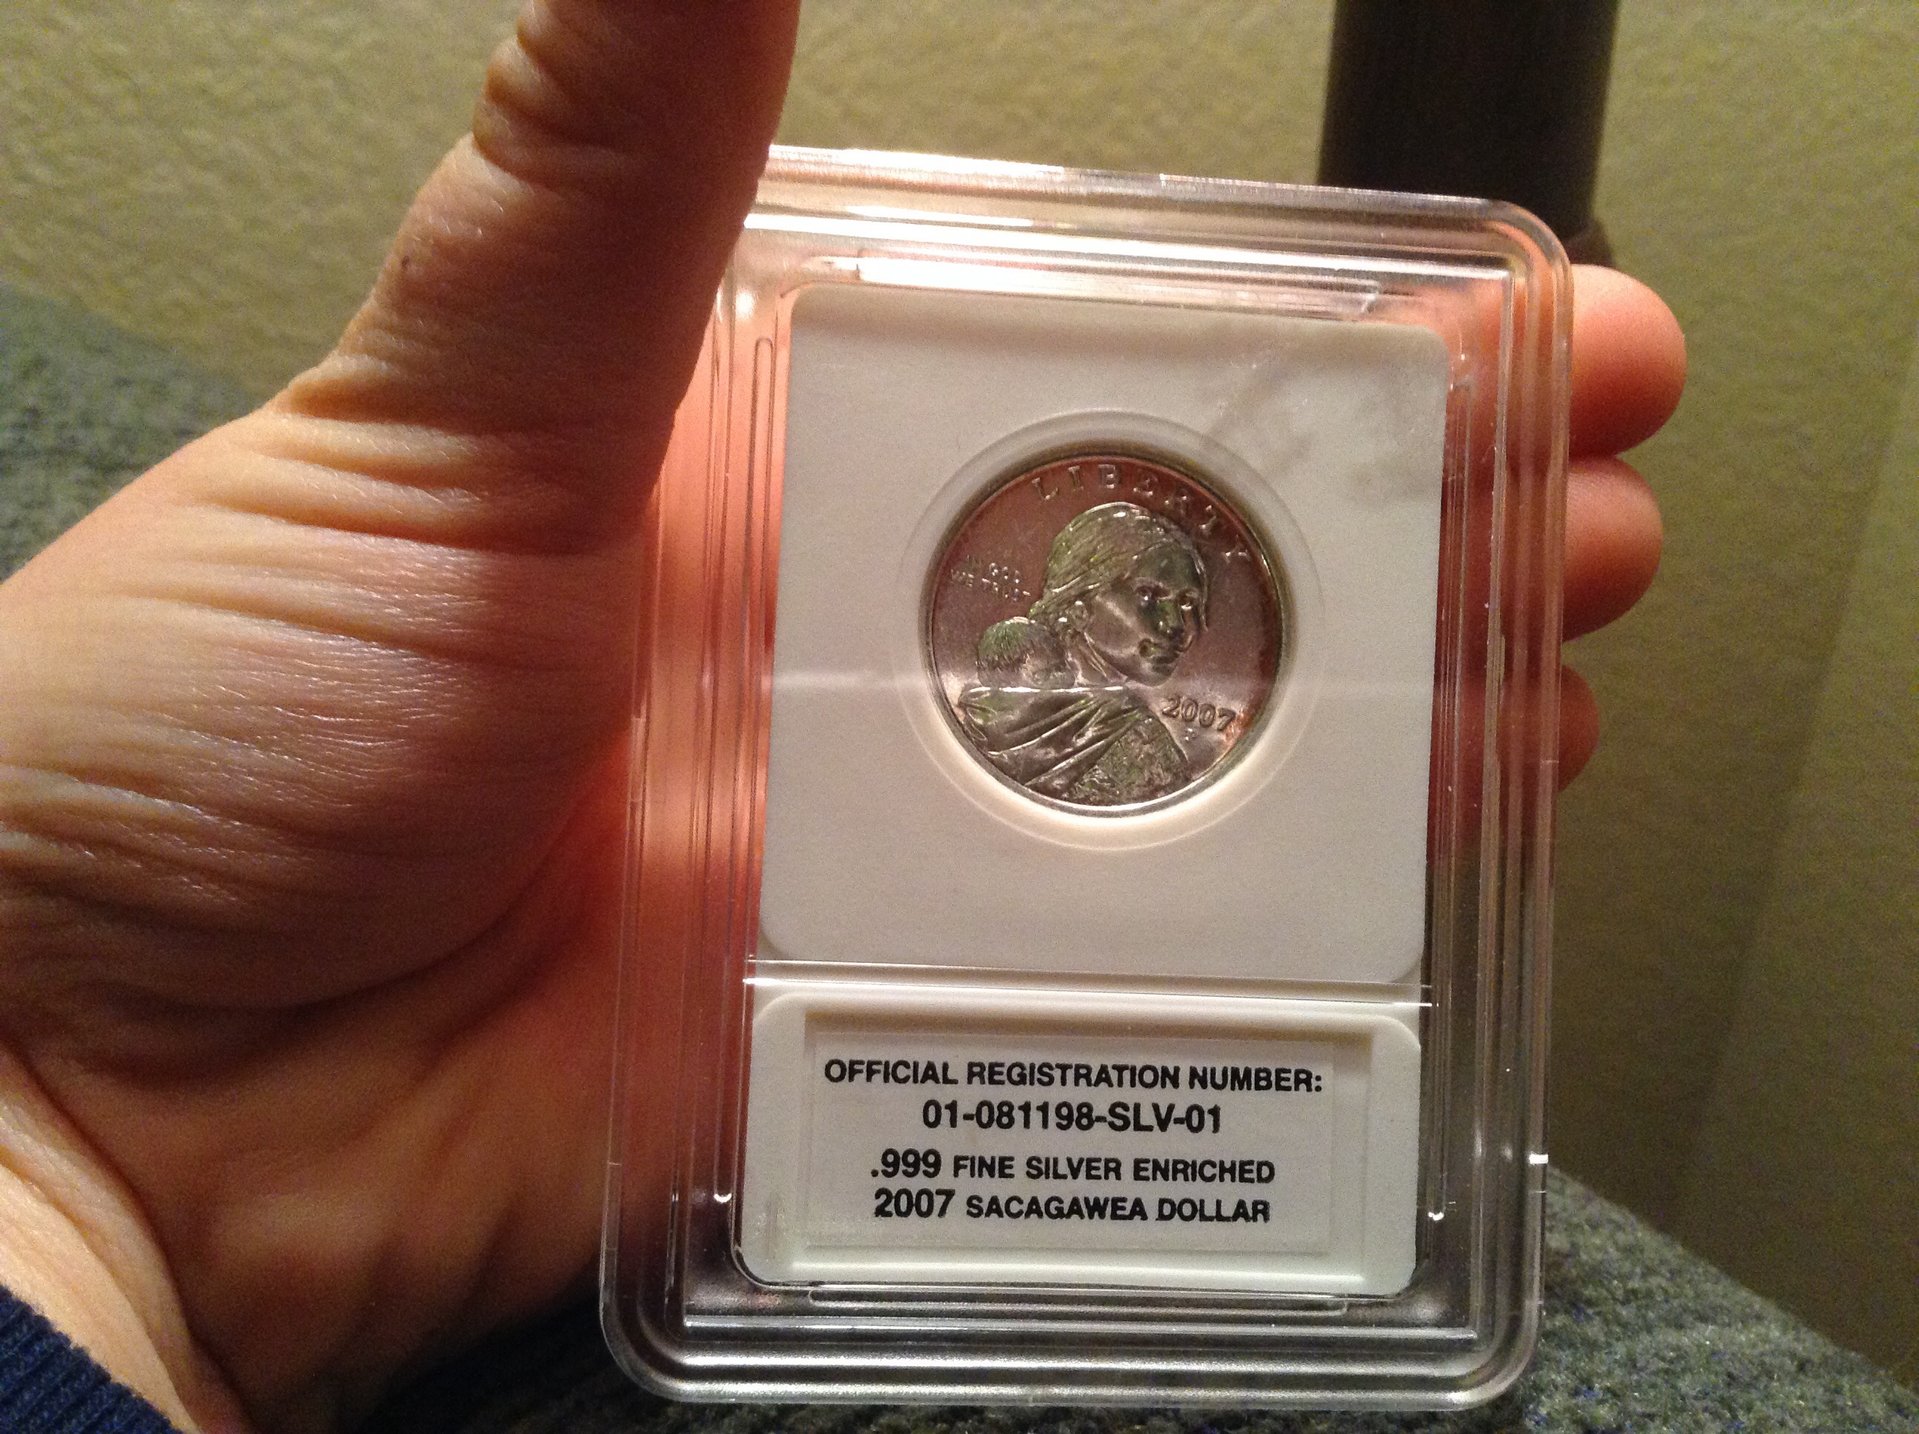 LIBERTY
IN GOD
WE TRUST
2007
P
OFFICIAL REGISTRATION NUMBER:
01-081198-SLV-01
.999 FINE SILVER ENRICHED
2007 SACAGAWEA DOLLAR